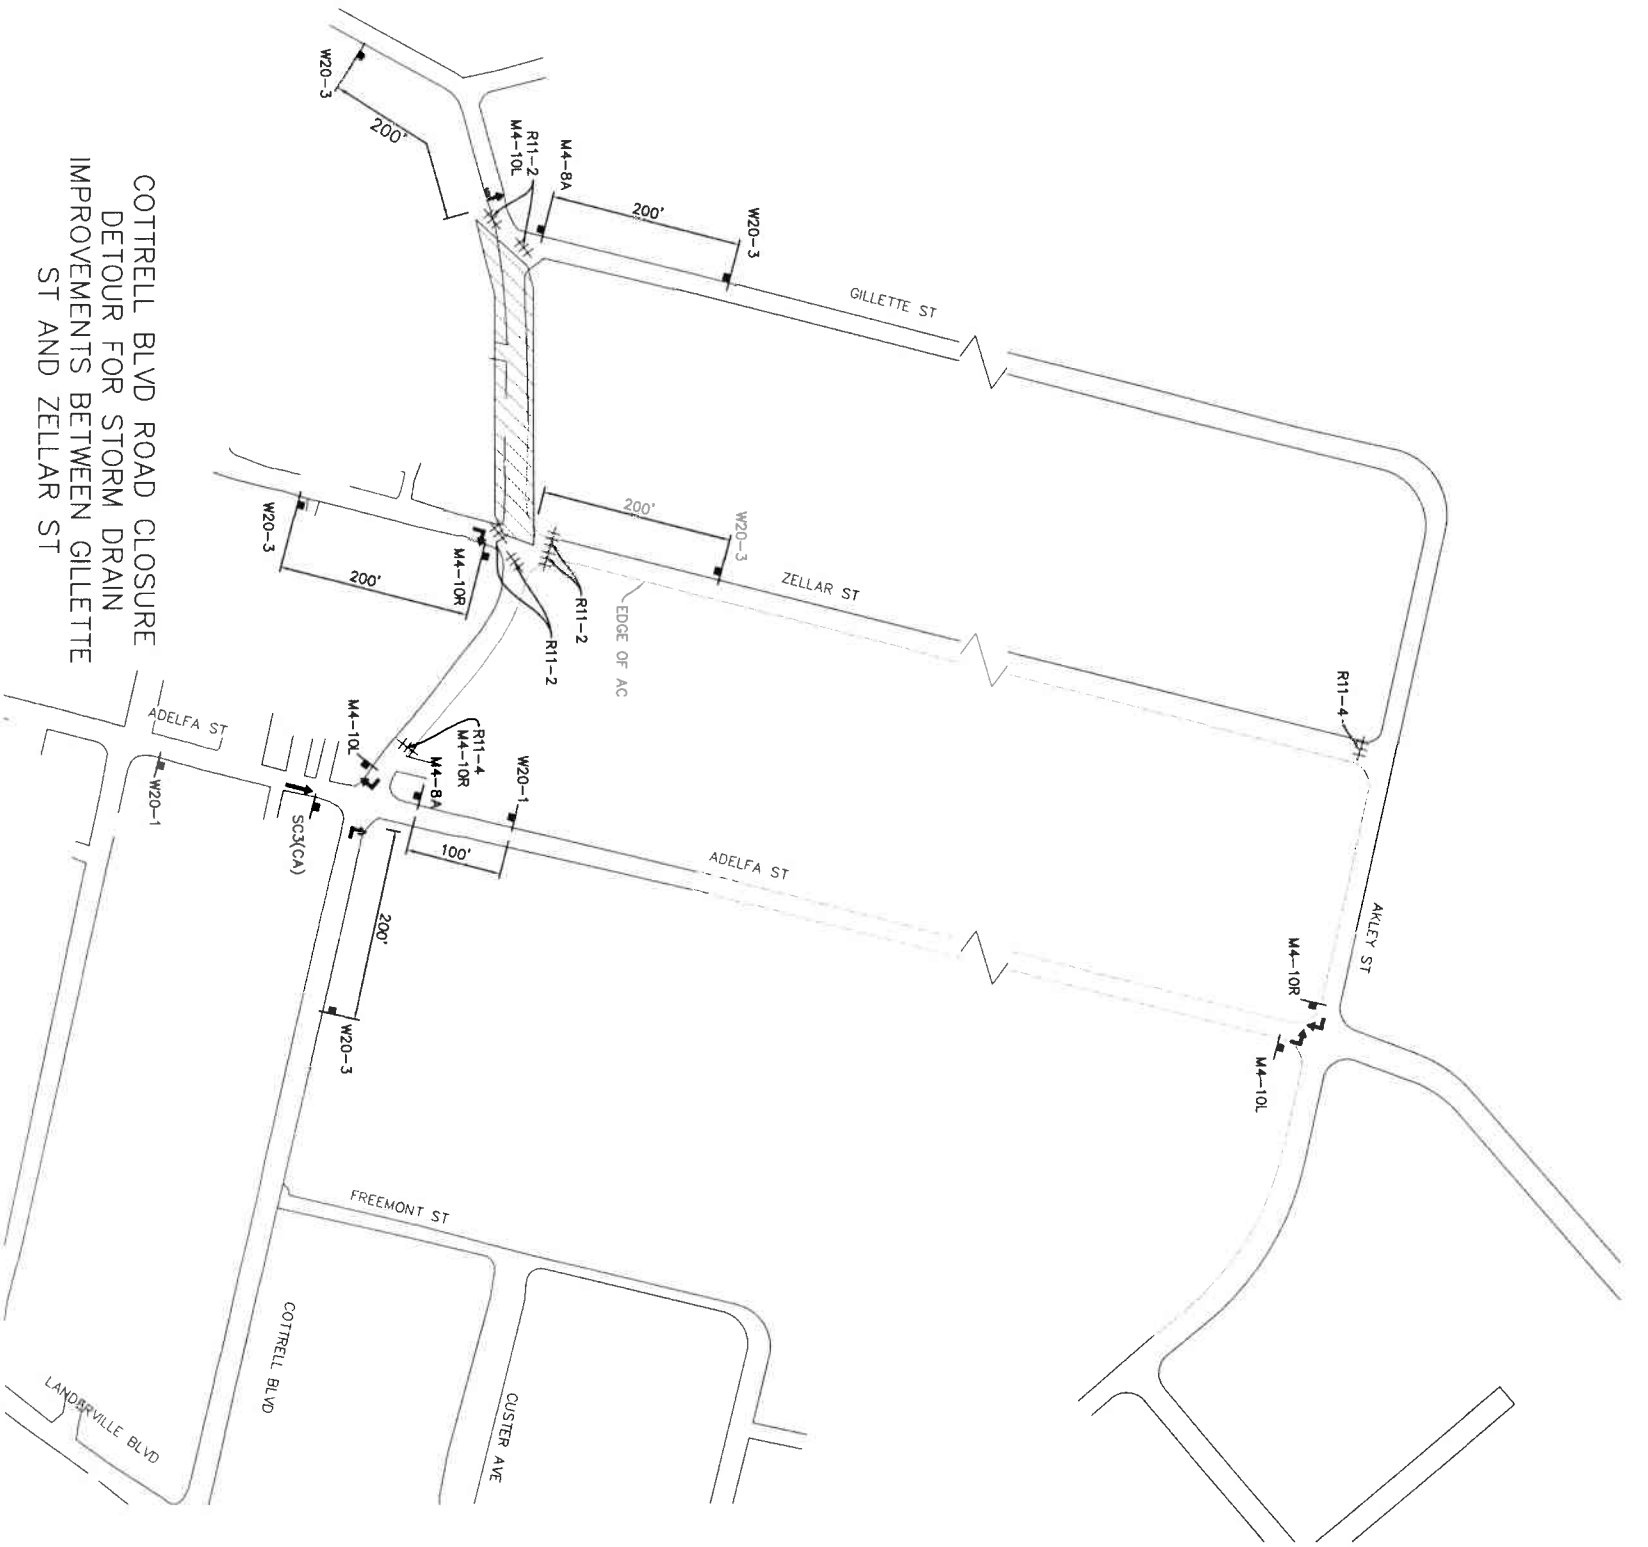 COTTRELL BLVD ROAD CLOSURE
DETOUR FOR STORM DRAIN
IMPROVEMENTS BETWEEN GILLETTE
ST AND ZELLAR ST
W20-3
200'
R11-2
M4-10L
M4-8A
200'
W20-3
GILLETTE ST
W20-3
200'
M4-10R
200'
W20-3
ZELLAR ST
R11-2
R11-2
EDGE OF AC
R11-4
AKLEY ST
M4-10R
M4-10L
ADELFA ST
W20-1
M4-10L
SC3(CA)
R11-4
M4-10R
M4-8A
W20-1
100'
ADELFA ST
200'
W20-3
FREEMONT ST
COTTRELL BLVD
CUSTER AVE
LANDERVILLE BLVD